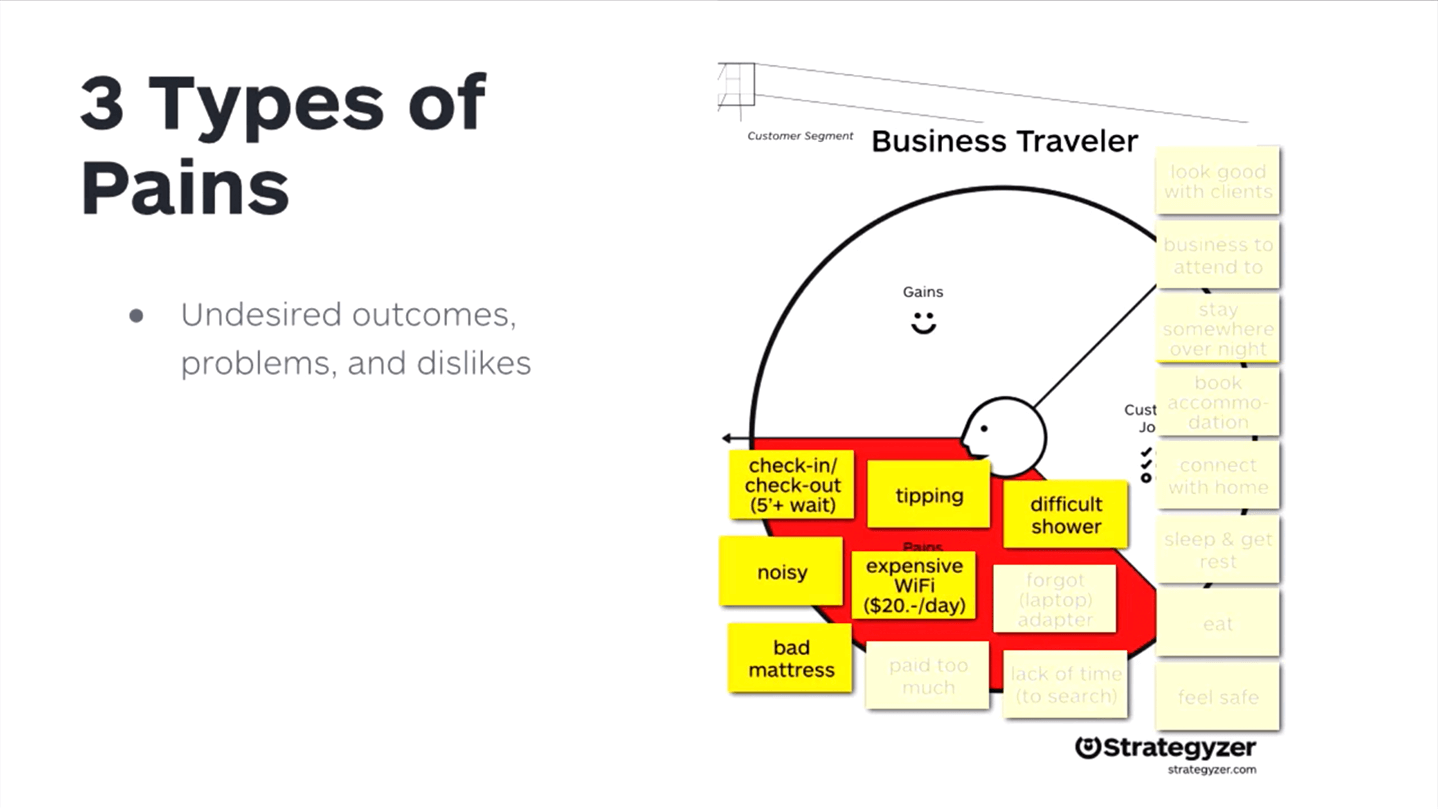 3 Types of
Pains
● Undesired outcomes,
problems, and dislikes
Customer Segment Business Traveler
look good
with clients
business to
attend to
stay
somewhere
over night
book
accommo-
dation
connect
with home
sleep & get
rest
eat
feel safe
Gains
Cust
Jo
check-in/
check-out
(5'+ wait)
tipping
difficult
shower
noisy
Pains
expensive
WiFi
($20.-/day)
forgot
(laptop)
adapter
bad
mattress
paid too
much
lack of time
(to search)
Strategyzer
strategyzer.com